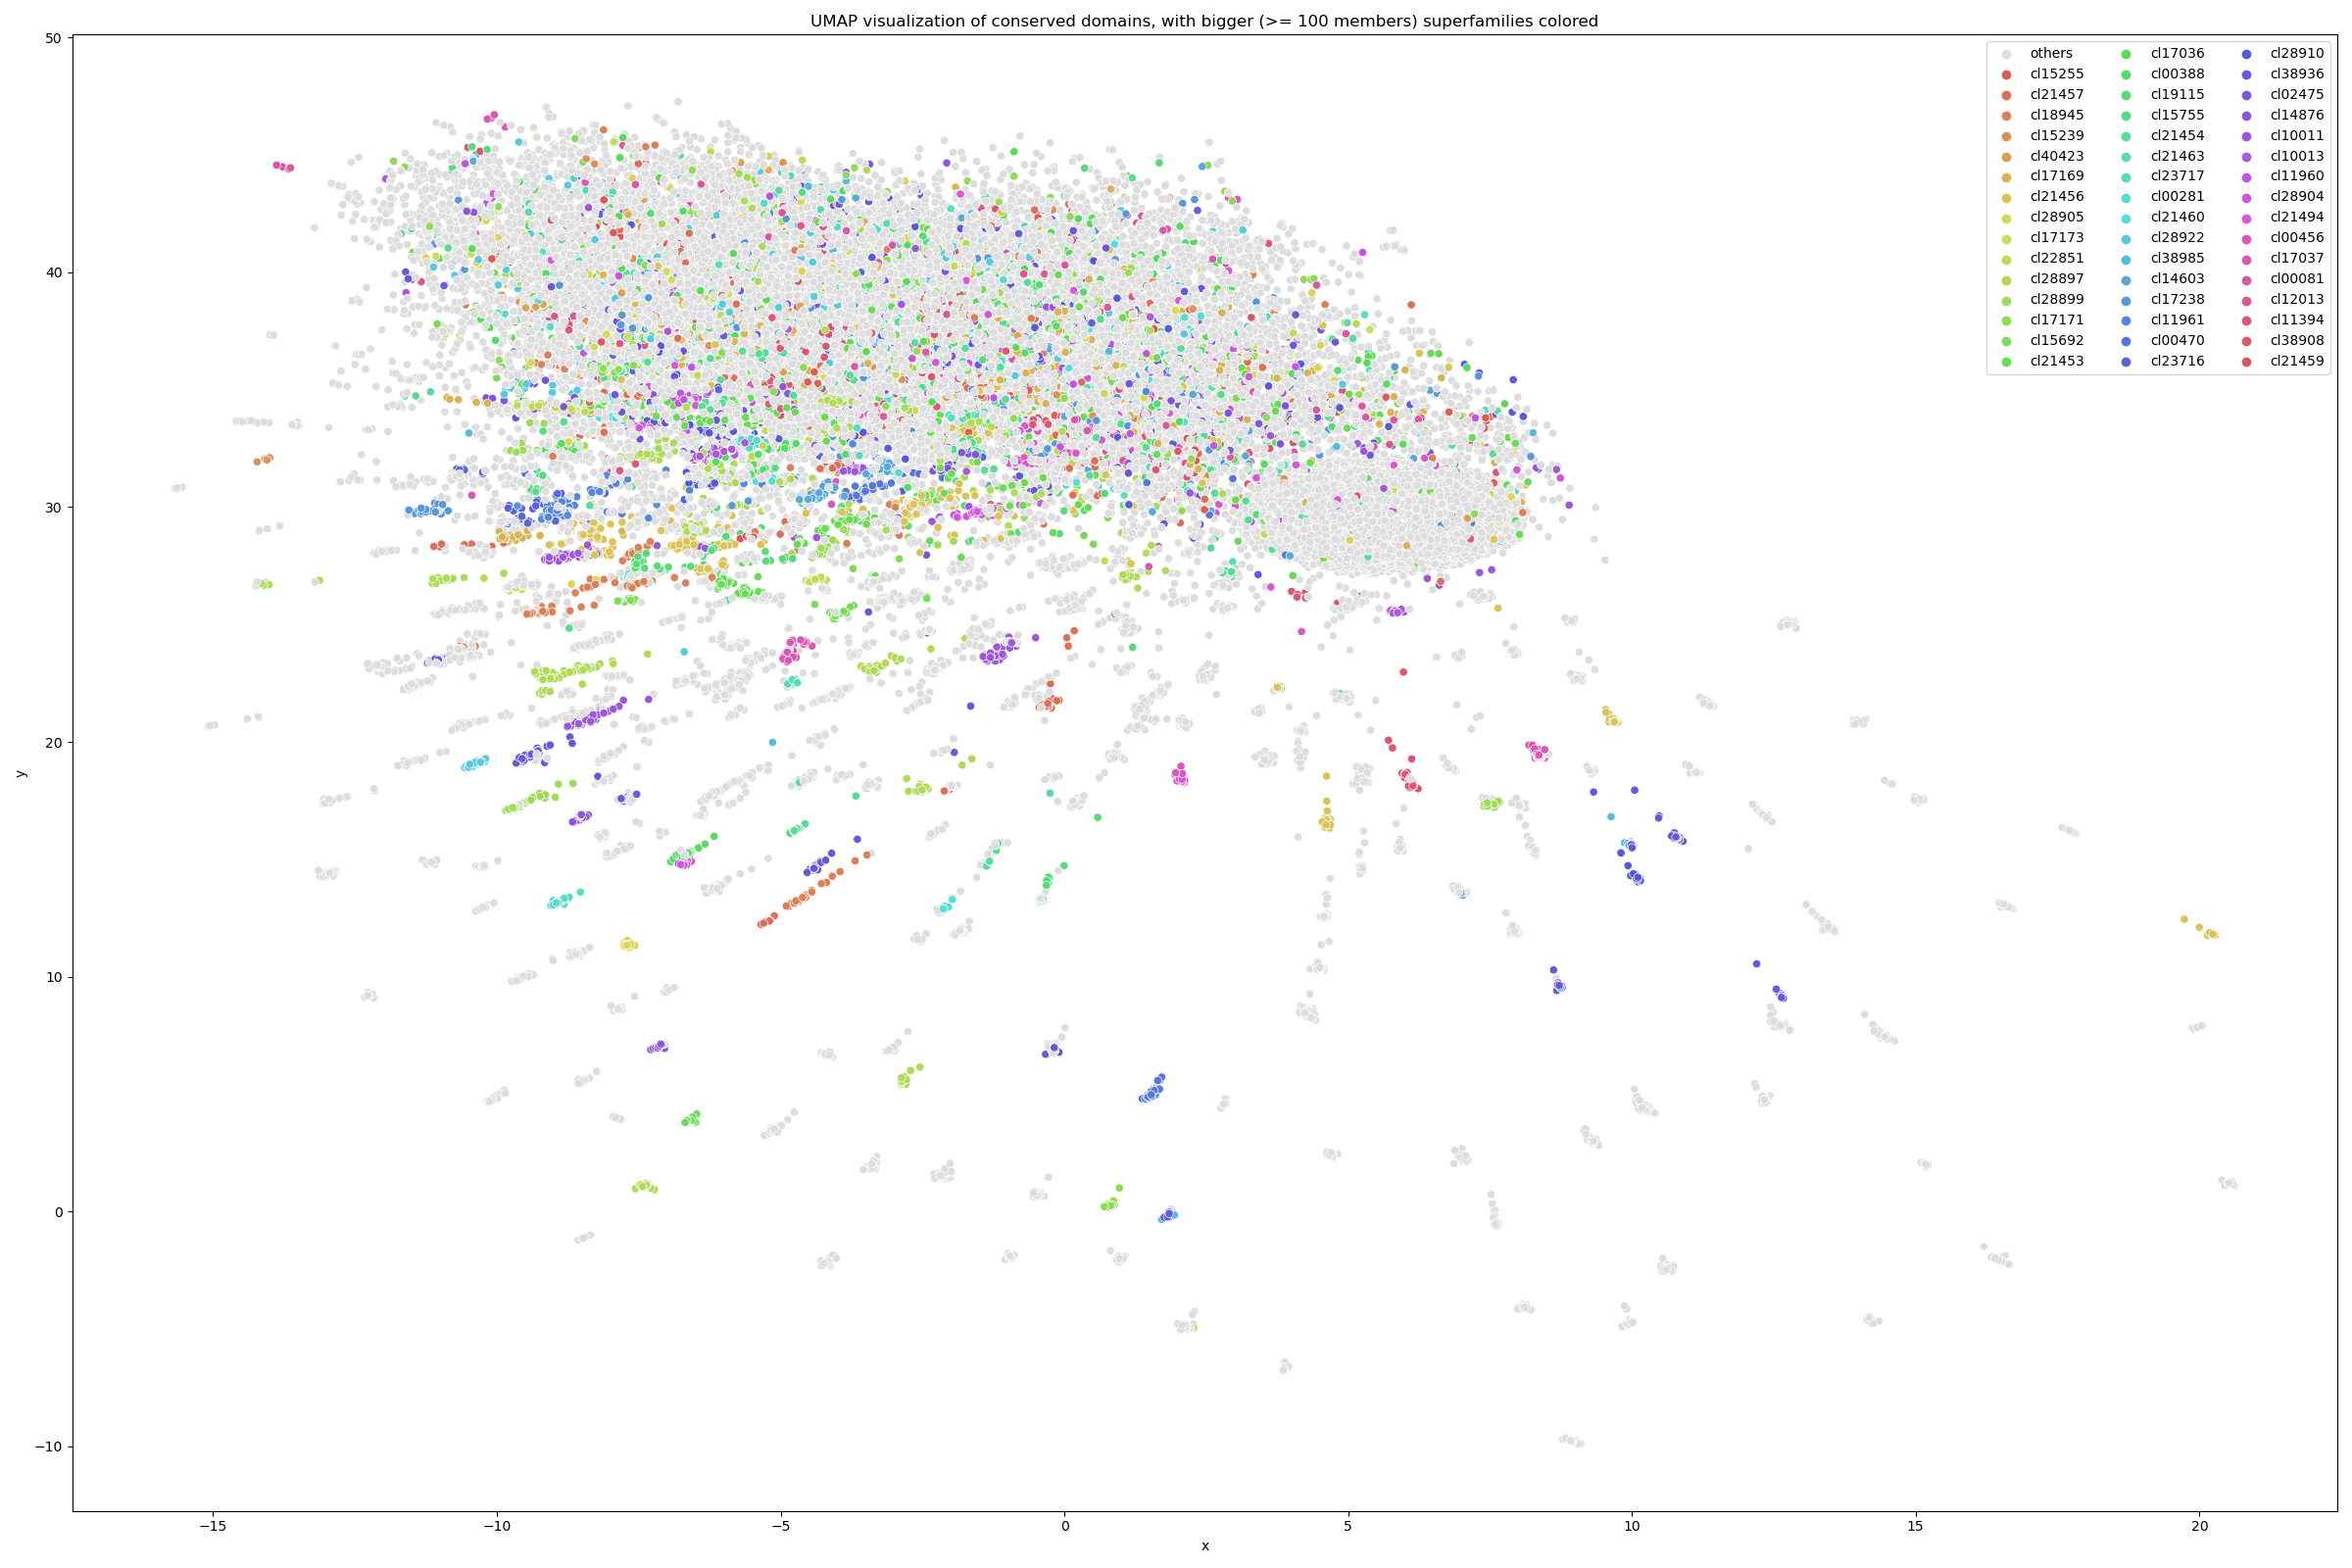 UMAP visualization of conserved domains, with bigger (>= 100 members) superfamilies colored
50
40
30
20
10
0
−10
y
−15
−10
−5
0
5
10
15
20
x
others
cl15255
cl21457
cl18945
cl15239
cl40423
cl17169
cl21456
cl28905
cl17173
cl22851
cl28897
cl28899
cl17171
cl15692
cl21453
cl17036
cl00388
cl19115
cl15755
cl21454
cl21463
cl23717
cl00281
cl21460
cl28922
cl38985
cl14603
cl17238
cl11961
cl00470
cl23716
cl28910
cl38936
cl02475
cl14876
cl10011
cl10013
cl11960
cl28904
cl21494
cl00456
cl17037
cl00081
cl12013
cl11394
cl38908
cl21459